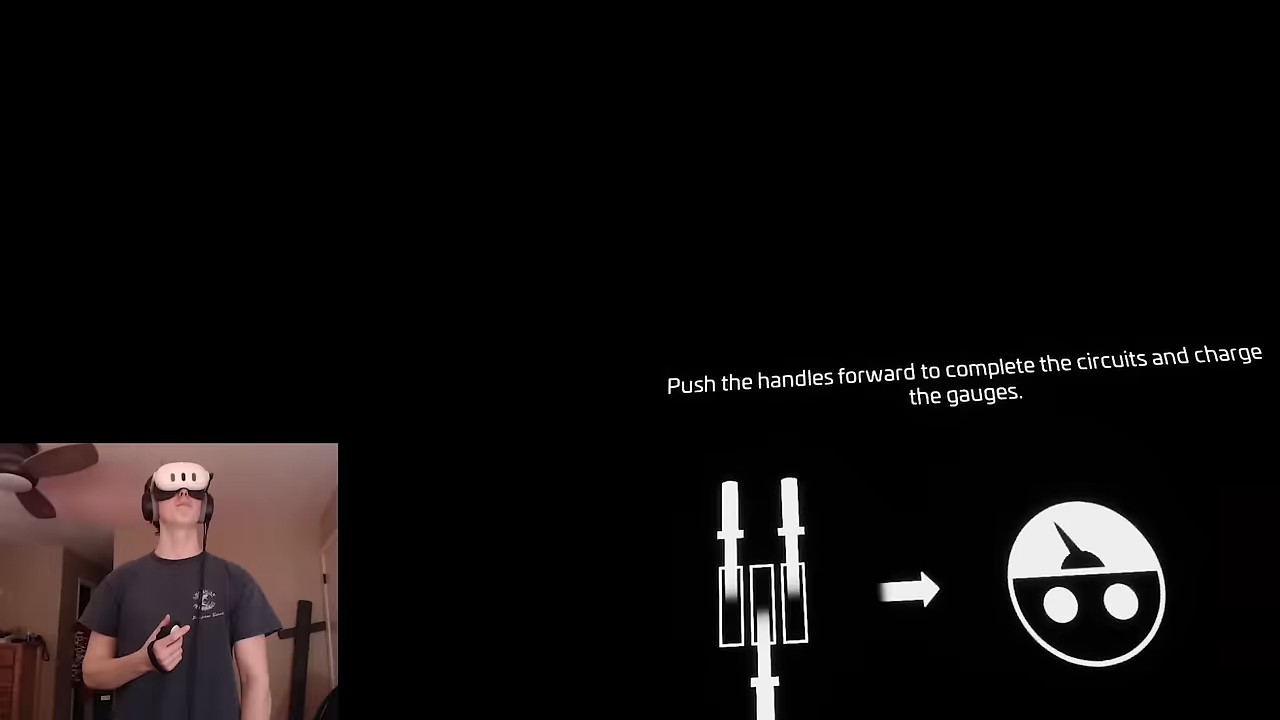 Push the handles forward to complete the circuits and charge
the gauges.